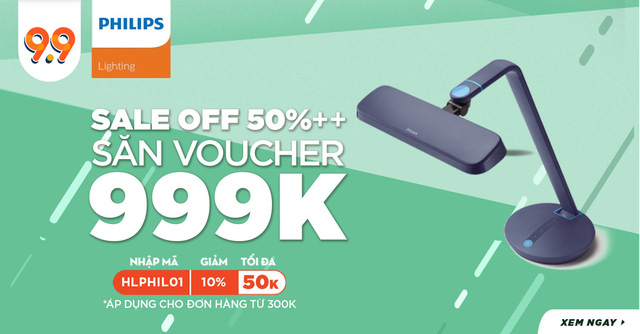 9.9
PHILIPS
Lighting
SALE OFF 50%++
SĂN VOUCHER
999K
NHẬP MÃ GIẢM TỐI ĐA
HLPHIL01 10% 50K
*ÁP DỤNG CHO ĐƠN HÀNG TỪ 300K
XEM NGAY